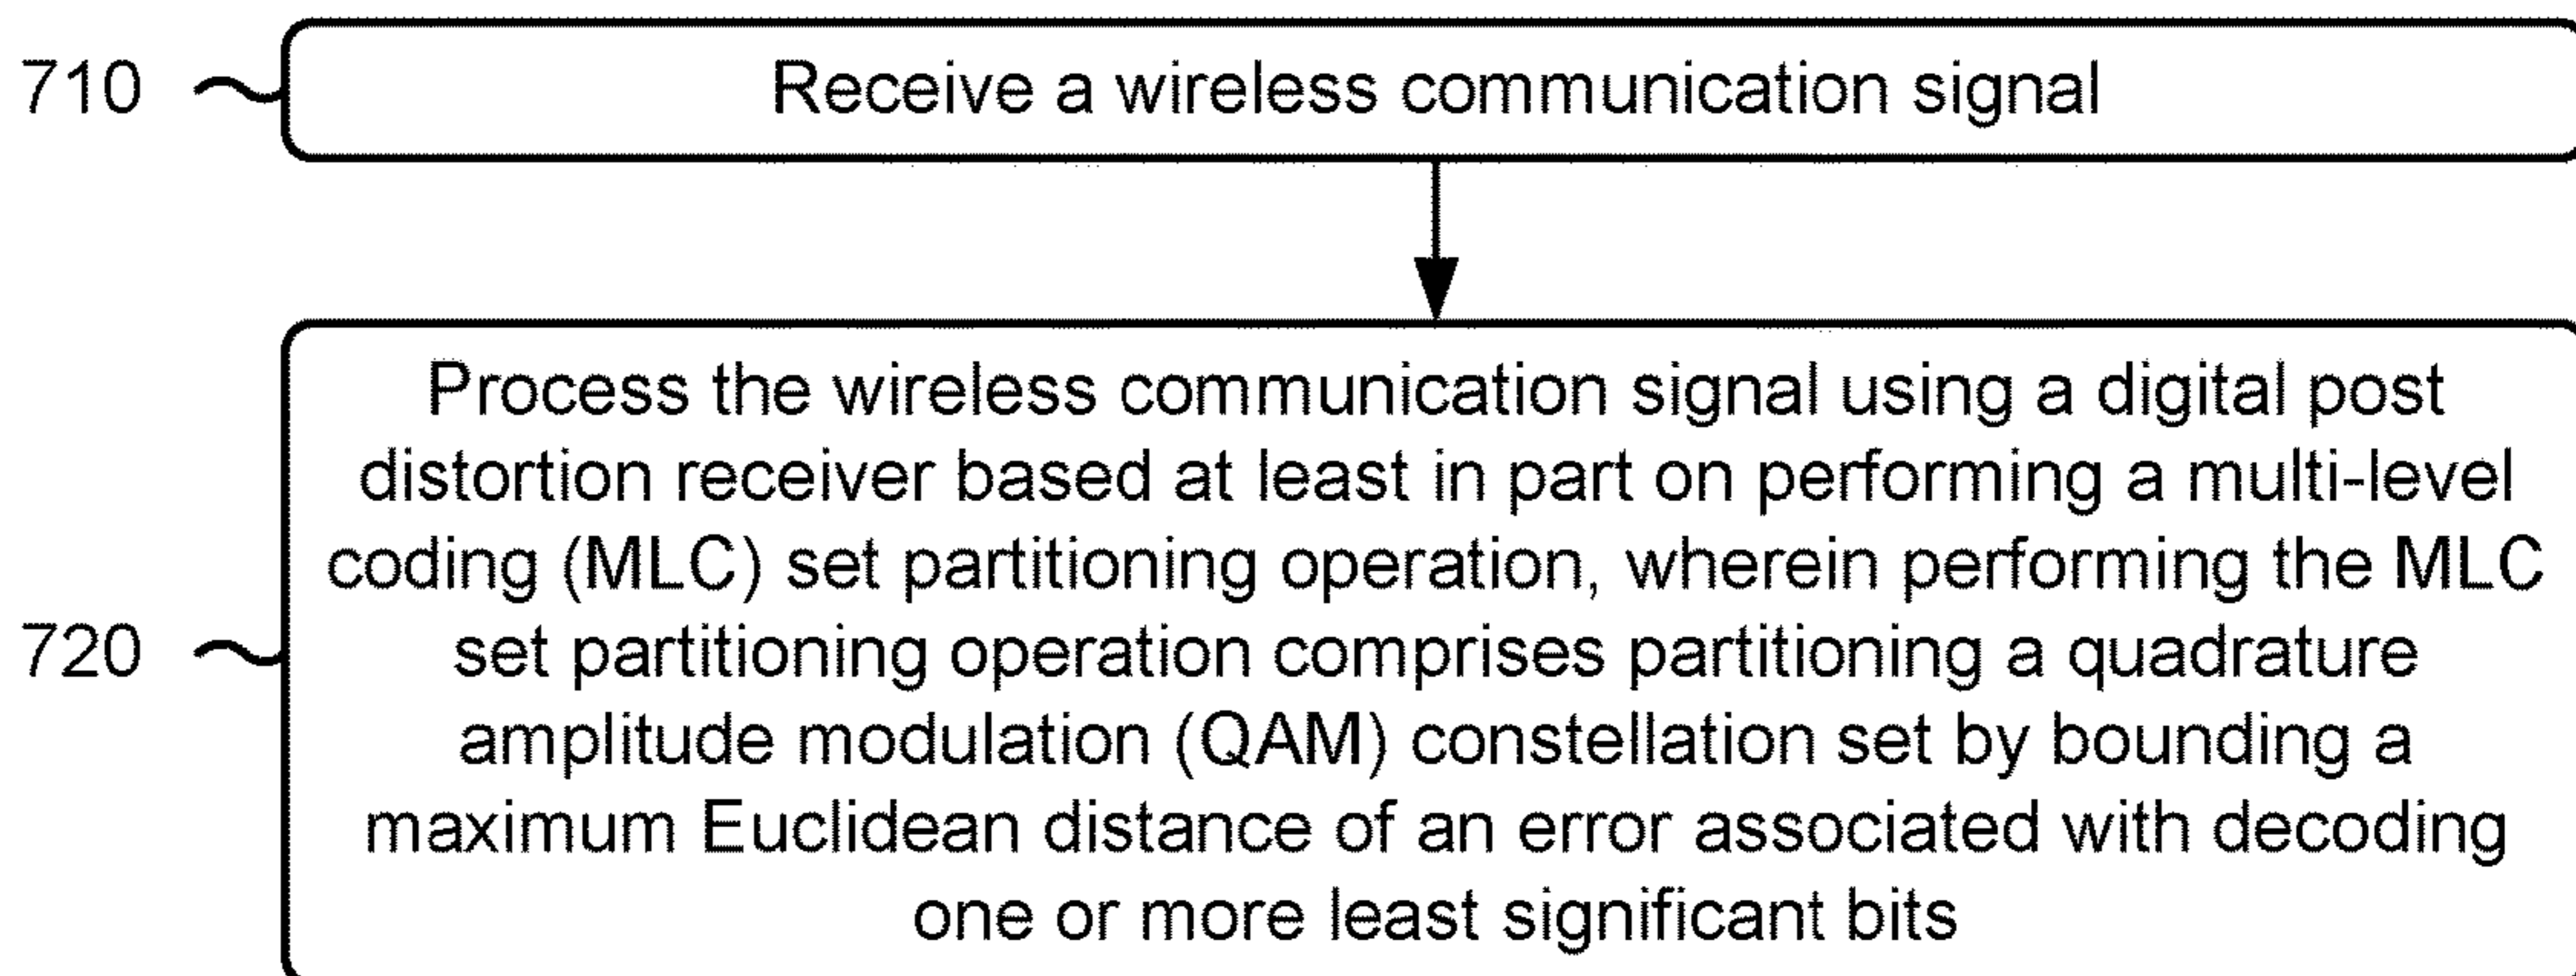 710 Receive a wireless communication signal
Process the wireless communication signal using a digital post
distortion receiver based at least in part on performing a multi-level
coding (MLC) set partitioning operation, wherein performing the MLC
720 set partitioning operation comprises partitioning a quadrature
amplitude modulation (QAM) constellation set by bounding a
maximum Euclidean distance of an error associated with decoding
one or more least significant bits